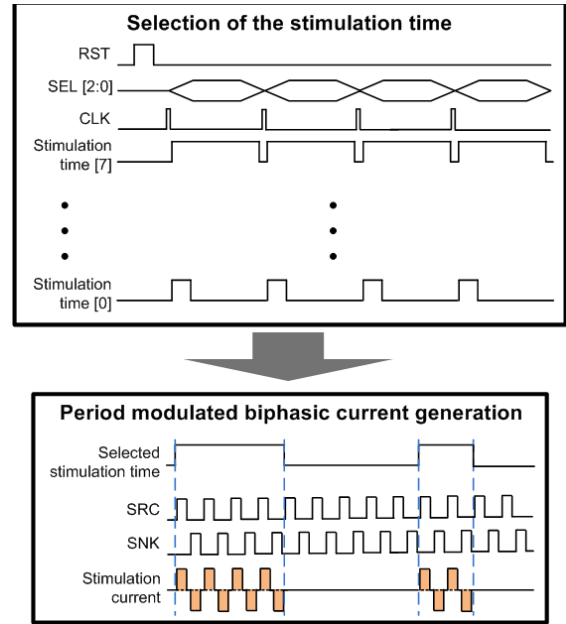 Selection of the stimulation time
RST
SEL [2:0]
CLK
Stimulation
time [7]
Stimulation
time [0]
Period modulated biphasic current generation
Selected
stimulation time
SRC
SNK
Stimulation
current